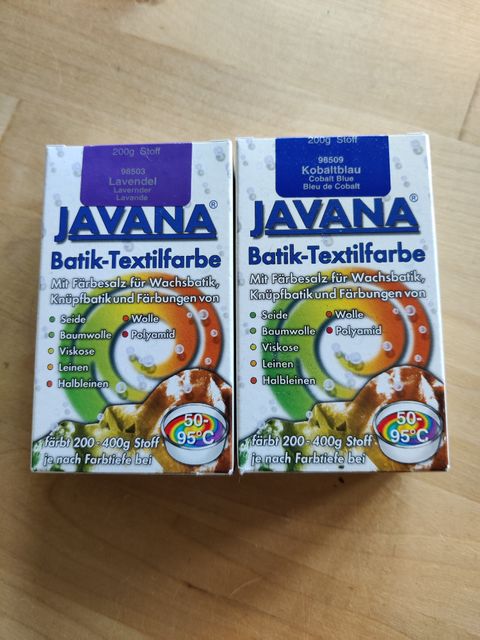 200g Stoff
98503
Lavendel
Lavernder
Lavande
JAVANA®
Batik-Textilfarbe
Mit Färbesalz für Wachsbatik,
Knüpfbatik und Färbungen von
Seide
Wolle
Baumwolle
Polyamid
Viskose
Leinen
Halbleinen
50-
95°C
färbt 200-400g Stoff
je nach Farbtiefe bei
200g Stoff
98509
Kobaltblau
Cobalt Blue
Bleu de Cobalt
JAVANA®
Batik-Textilfarbe
Mit Färbesalz für Wachsbatik,
Knüpfbatik und Färbungen von
Seide
Wolle
Baumwolle
Polyamid
Viskose
Leinen
Halbleinen
50-
95°C
färbt 200-400g Stoff
je nach Farbtiefe bei